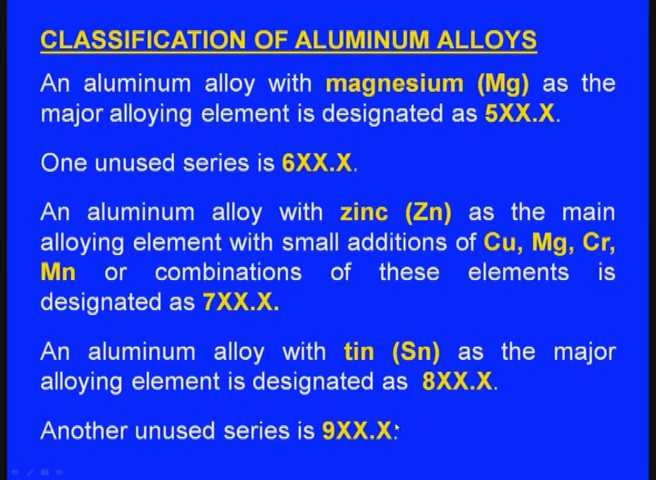 CLASSIFICATION OF ALUMINUM ALLOYS
An aluminum alloy with magnesium (Mg) as the
major alloying element is designated as 5XX.X.
One unused series is 6XX.X.
An aluminum alloy with zinc (Zn) as the main
alloying element with small additions of Cu, Mg, Cr,
Mn or combinations of these elements is
designated as 7XX.X.
An aluminum alloy with tin (Sn) as the major
alloying element is designated as 8XX.X.
Another unused series is 9XX.X.